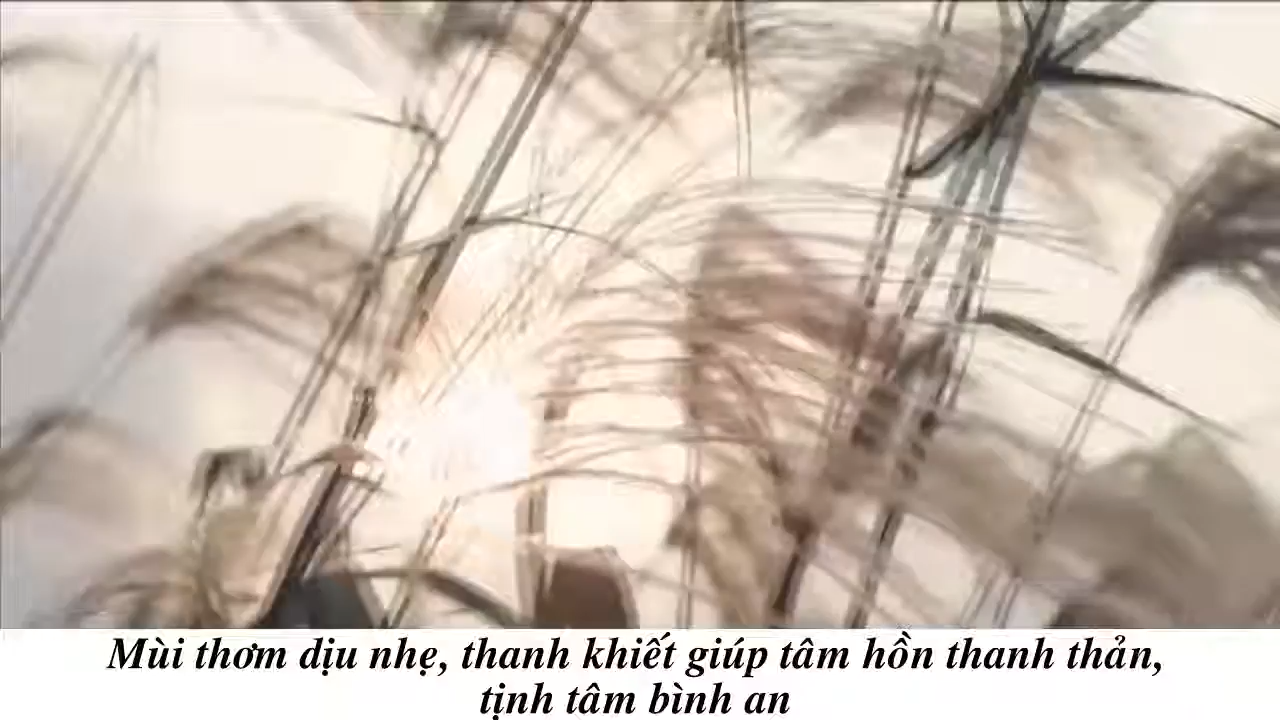 Mùi thơm dịu nhẹ, thanh khiết giúp tâm hồn thanh thản,
tịnh tâm bình an